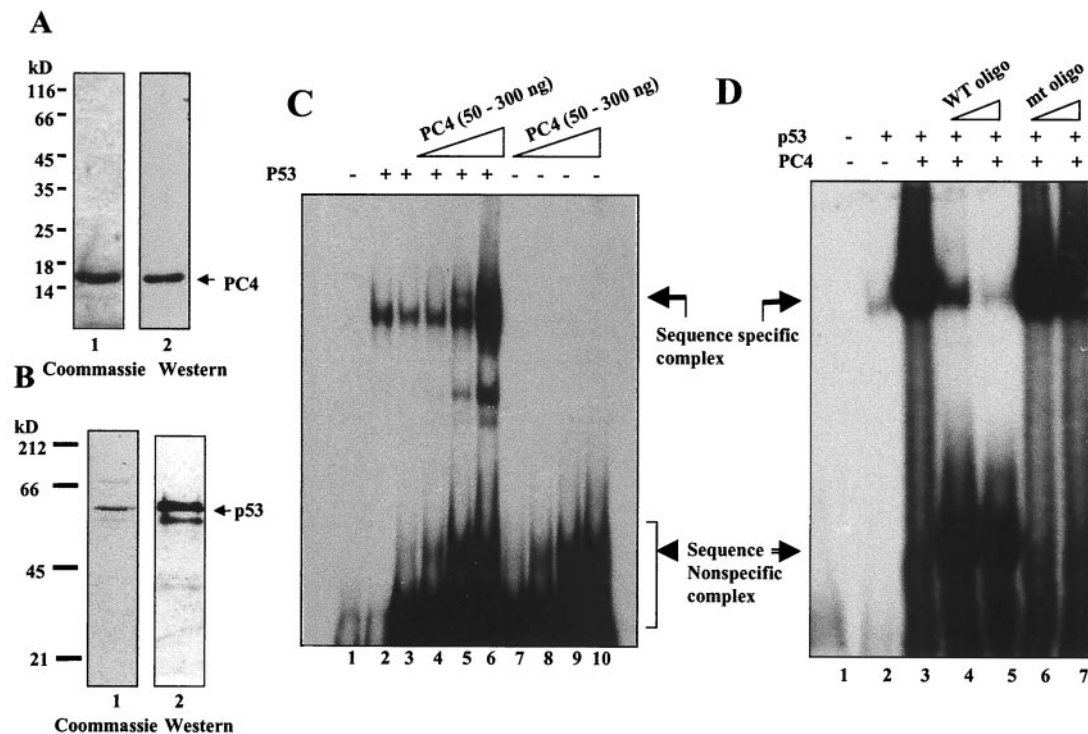 A
kD
116
66
45
35
25
18
14
PC4
1 2
Coommassie Western
B
kD
212
66
45
21
p53
1 2
Coommassie Western
C
PC4 (50 - 300 ng) PC4 (50 - 300 ng)
P53 - + + + + + - - - -
1 2 3 4 5 6 7 8 9 10
Sequence specific
complex
Sequence
Nonspecific
complex
D
WT oligo mt oligo
p53 - + + + + + +
PC4 - - + + + + +
1 2 3 4 5 6 7